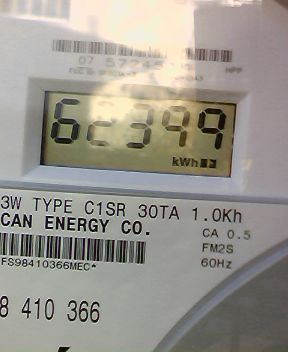 62399
kWh
3W TYPE C1SR 30TA 1.0Kh
CAN ENERGY CO.
CA 0.5
FM2S
60Hz
FS98410366MEC*
8 410 366